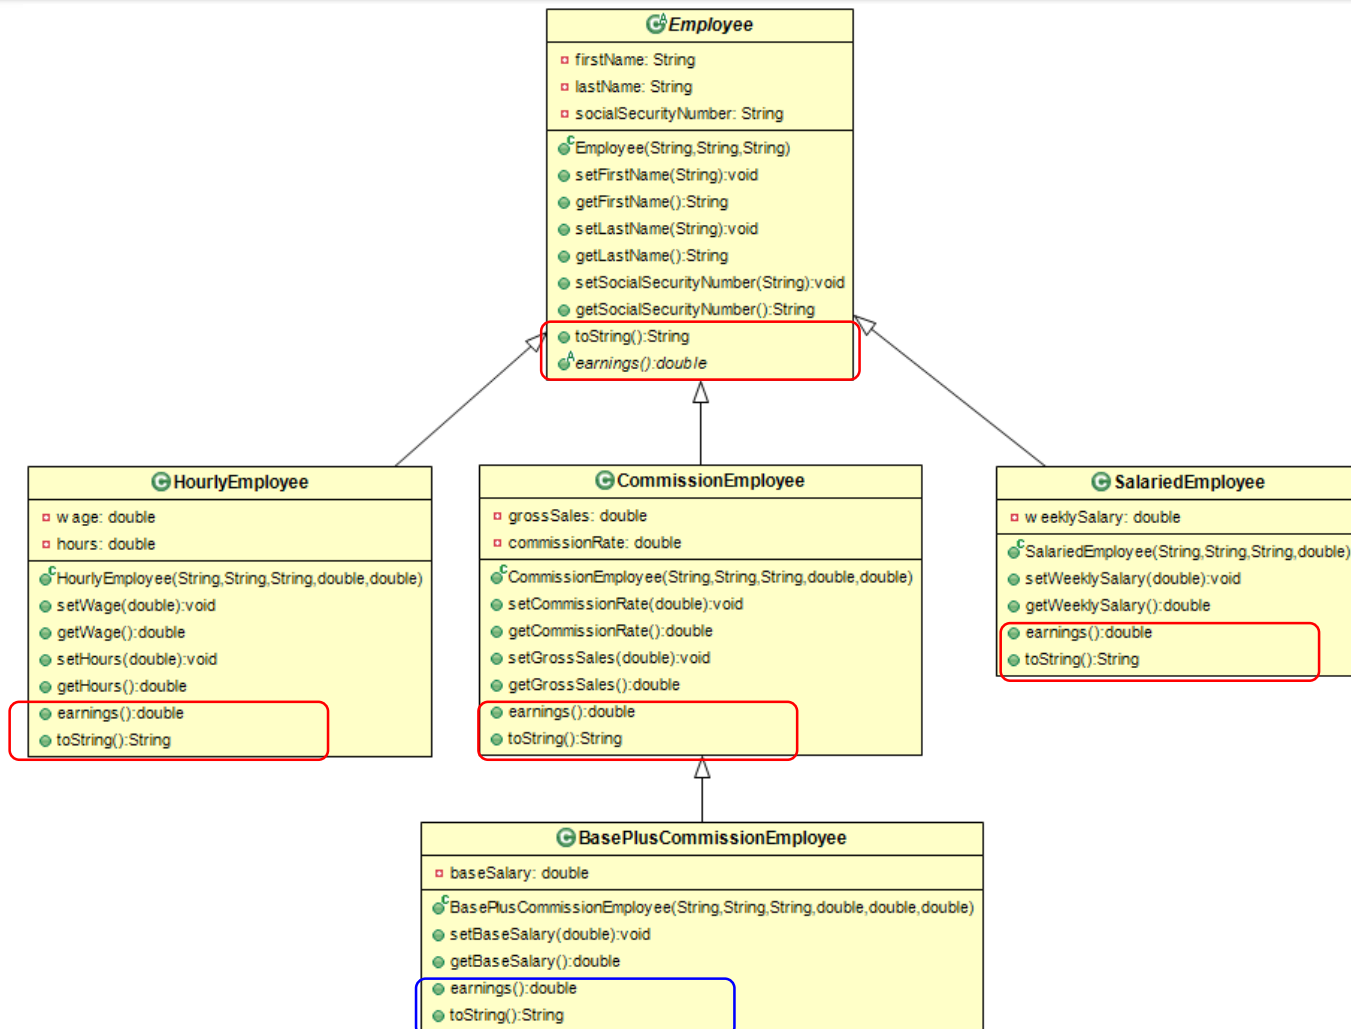 Employee
firstName: String
lastName: String
socialSecurityNumber: String
Employee(String,String,String)
setFirstName(String):void
getFirstName():String
setLastName(String):void
getLastName():String
setSocialSecurityNumber(String):void
getSocialSecurityNumber():String
toString():String
earnings():double
HourlyEmployee
wage: double
hours: double
HourlyEmployee(String,String,String,double,double)
setWage(double):void
getWage():double
setHours(double):void
getHours():double
earnings():double
toString():String
CommissionEmployee
grossSales: double
commissionRate: double
CommissionEmployee(String,String,String,double,double)
setCommissionRate(double):void
getCommissionRate():double
setGrossSales(double):void
getGrossSales():double
earnings():double
toString():String
SalariedEmployee
weeklySalary: double
SalariedEmployee(String,String,String,double)
setWeeklySalary(double):void
getWeeklySalary():double
earnings():double
toString():String
BasePlusCommissionEmployee
baseSalary: double
BasePlusCommissionEmployee(String,String,String,double,double,double)
setBaseSalary(double):void
getBaseSalary():double
earnings():double
toString():String